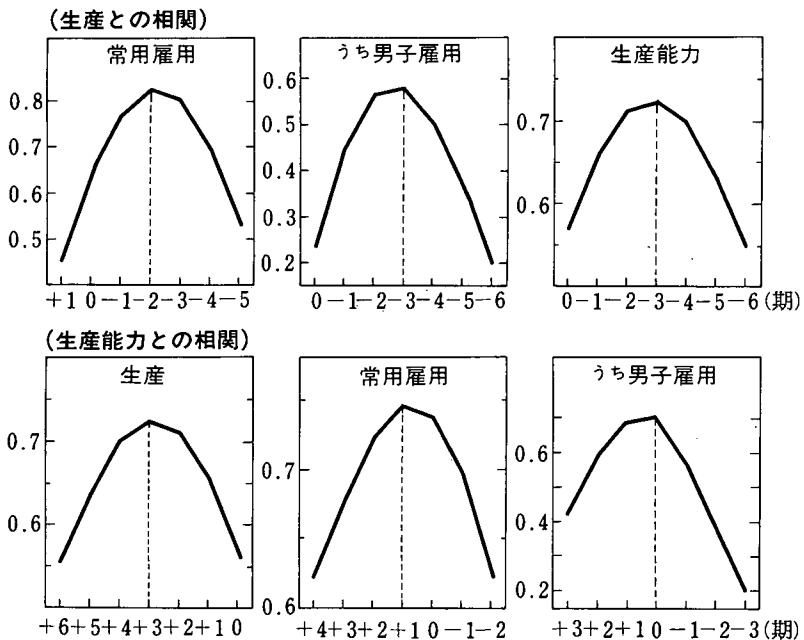 (生産との相関)
常用雇用
0.8
0.7
0.6
0.5
+1 0 -1 -2 -3 -4 -5
うち男子雇用
0.6
0.5
0.4
0.3
0.2
0 -1 -2 -3 -4 -5 -6
生産能力
0.7
0.6
0 -1 -2 -3 -4 -5 -6 (期)
(生産能力との相関)
生産
0.7
0.6
+6 +5 +4 +3 +2 +1 0
常用雇用
0.7
0.6
+4 +3 +2 +1 0 -1 -2
うち男子雇用
0.6
0.4
0.2
+3 +2 +1 0 -1 -2 -3 (期)